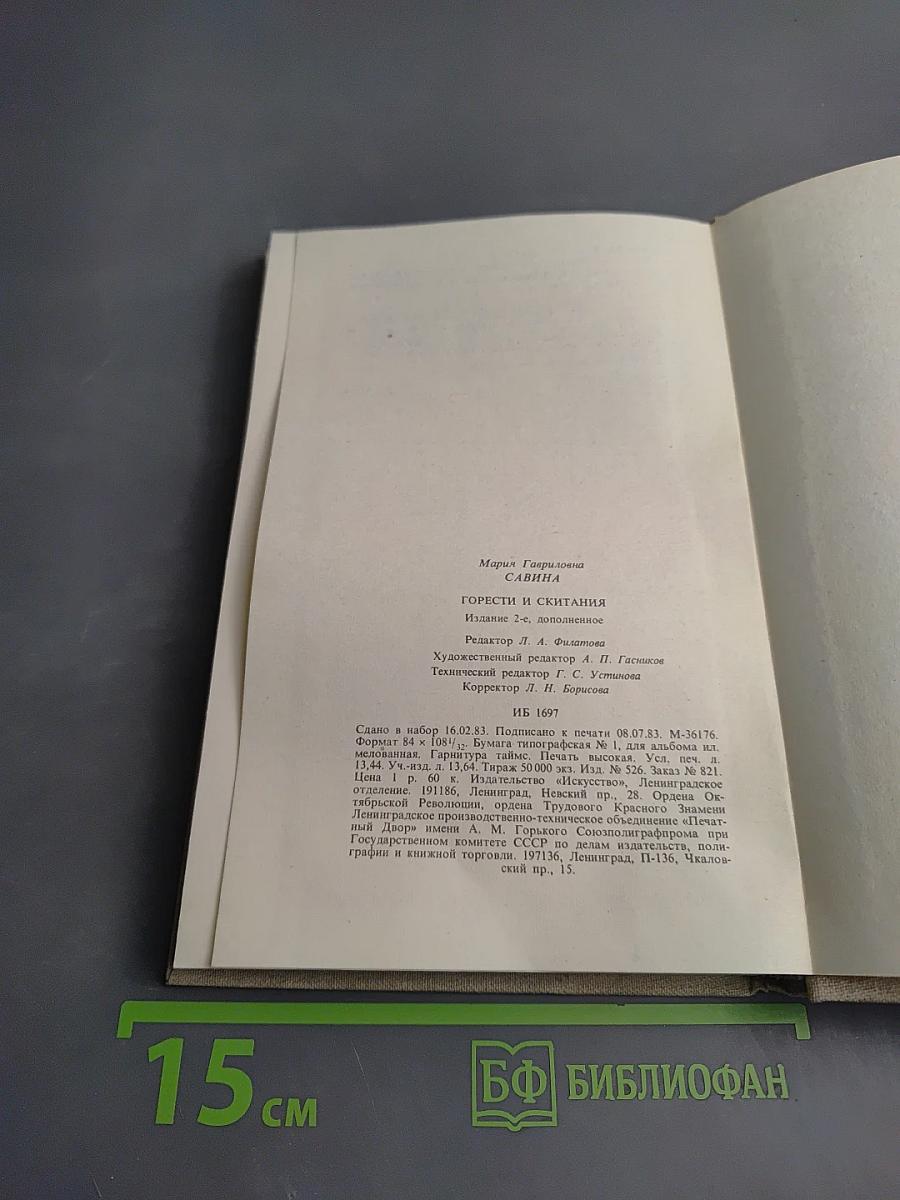 Мария Гавриловна
САВИНА
ГОРЕСТИ И СКИТАНИЯ
Издание 2-е, дополненное
Редактор Л. А. Филатова
Художественный редактор А. П. Гасников
Технический редактор Г. С. Устинова
Корректор Л. Н. Борисова
ИБ 1697
Сдано в набор 16.02.83. Подписано к печати 08.07.83. М-36176.
Формат 84 × 108 1/32. Бумага типографская № 1, для альбома ил.
мелованная. Гарнитура таймс. Печать высокая. Усл. печ. л.
13,44. Уч.-изд. л. 13,64. Тираж 50 000 экз. Изд. № 526. Заказ № 821.
Цена 1 р. 60 к. Издательство «Искусство», Ленинградское
отделение. 191186, Ленинград, Невский пр., 28. Ордена Ок-
тябрьской Революции, ордена Трудового Красного Знамени
Ленинградское производственно-техническое объединение «Печат-
ный Двор» имени А. М. Горького Союзполиграфпрома при
Государственном комитете СССР по делам издательств, поли-
графии и книжной торговли. 197136, Ленинград, П-136, Чкалов-
ский пр., 15.
15 см
БФ БИБЛИОФАН